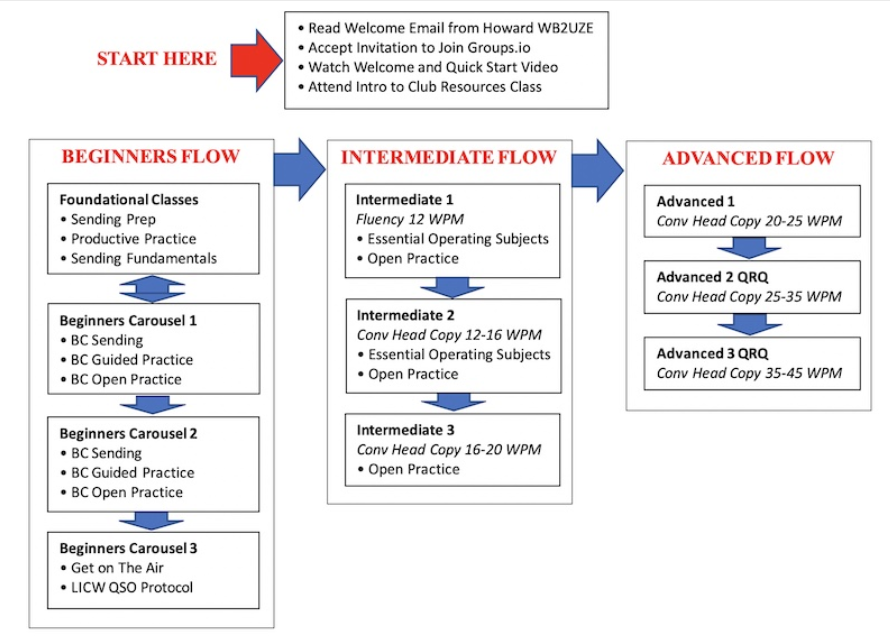 START HERE
• Read Welcome Email from Howard WB2UZE
• Accept Invitation to Join Groups.io
• Watch Welcome and Quick Start Video
• Attend Intro to Club Resources Class
BEGINNERS FLOW
Foundational Classes
• Sending Prep
• Productive Practice
• Sending Fundamentals
Beginners Carousel 1
• BC Sending
• BC Guided Practice
• BC Open Practice
Beginners Carousel 2
• BC Sending
• BC Guided Practice
• BC Open Practice
Beginners Carousel 3
• Get on The Air
• LICW QSO Protocol
INTERMEDIATE FLOW
Intermediate 1
Fluency 12 WPM
• Essential Operating Subjects
• Open Practice
Intermediate 2
Conv Head Copy 12-16 WPM
• Essential Operating Subjects
• Open Practice
Intermediate 3
Conv Head Copy 16-20 WPM
• Open Practice
ADVANCED FLOW
Advanced 1
Conv Head Copy 20-25 WPM
Advanced 2 QRQ
Conv Head Copy 25-35 WPM
Advanced 3 QRQ
Conv Head Copy 35-45 WPM